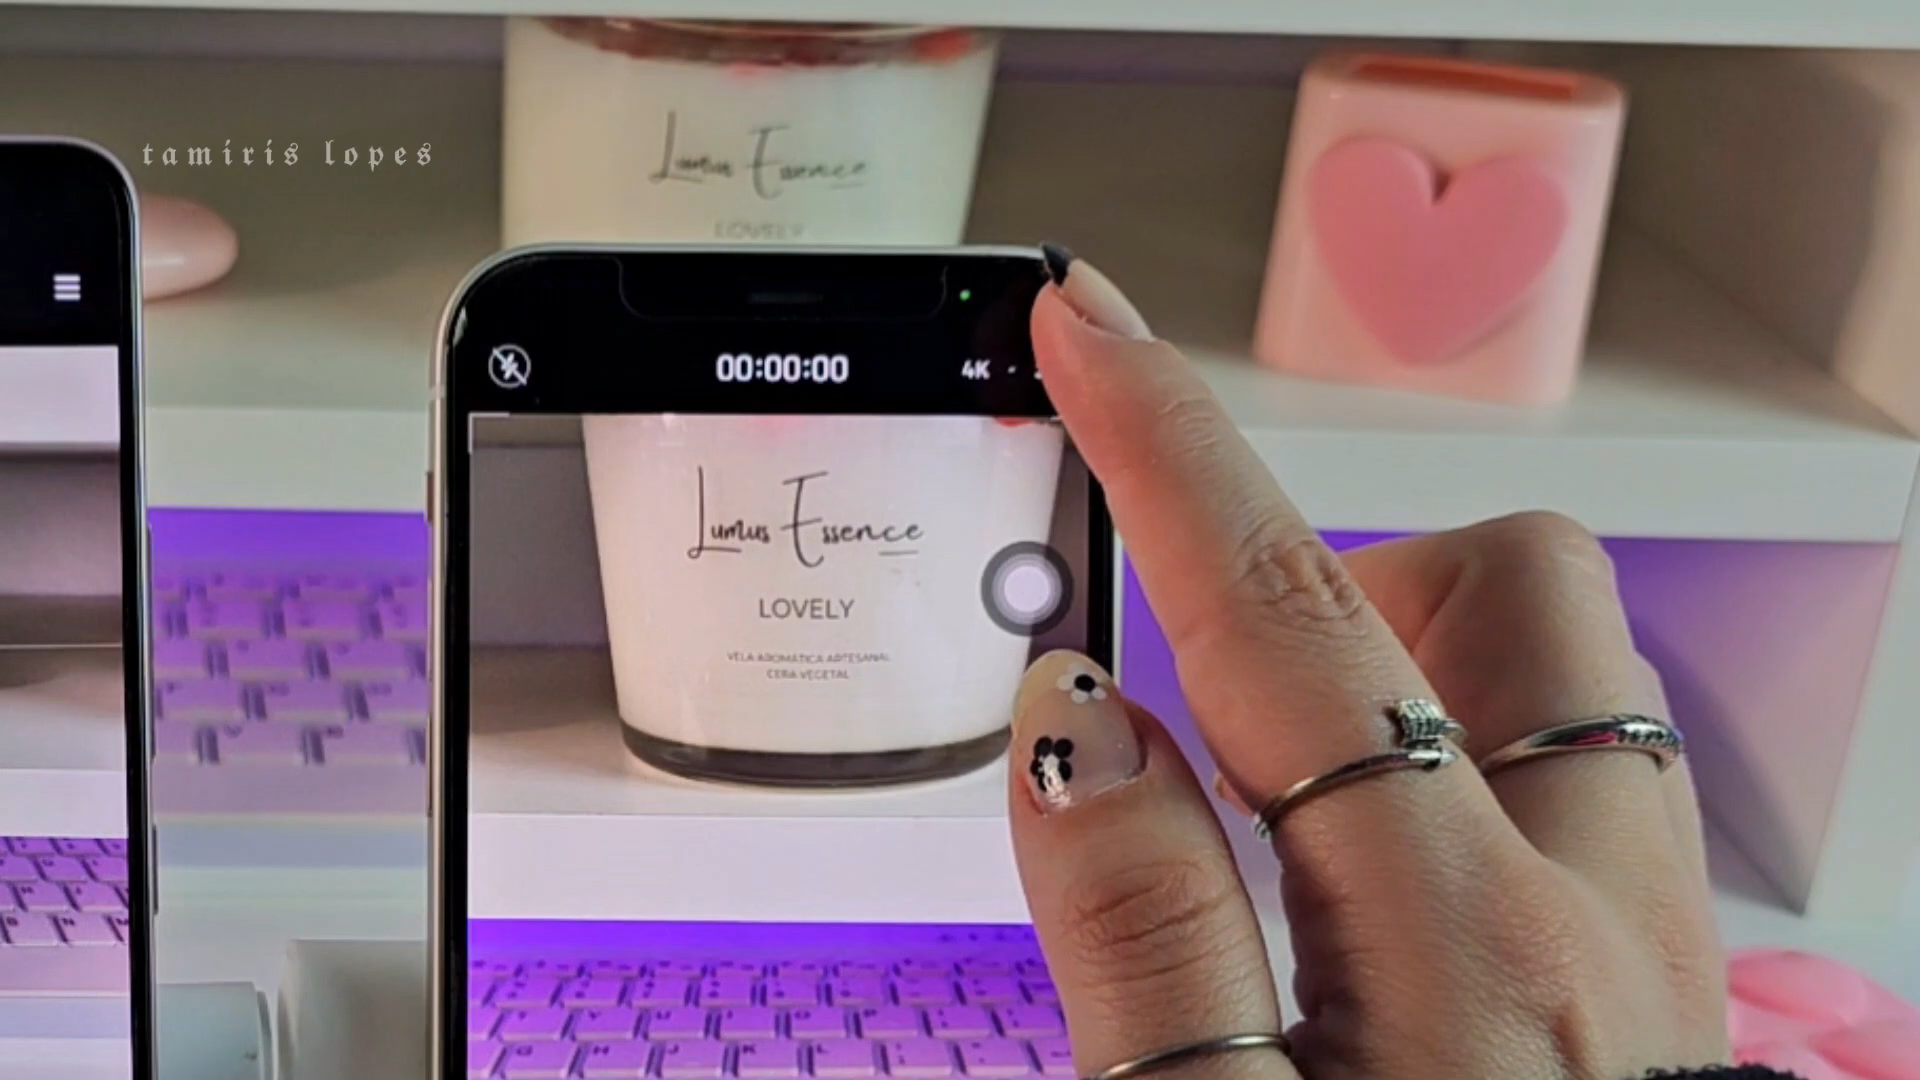 tamiris lopes
Lumus Essence
LOVELY
00:00:00
4K
Lumus Essence
LOVELY
VELA AROMÁTICA ARTESANAL
CERA VEGETAL